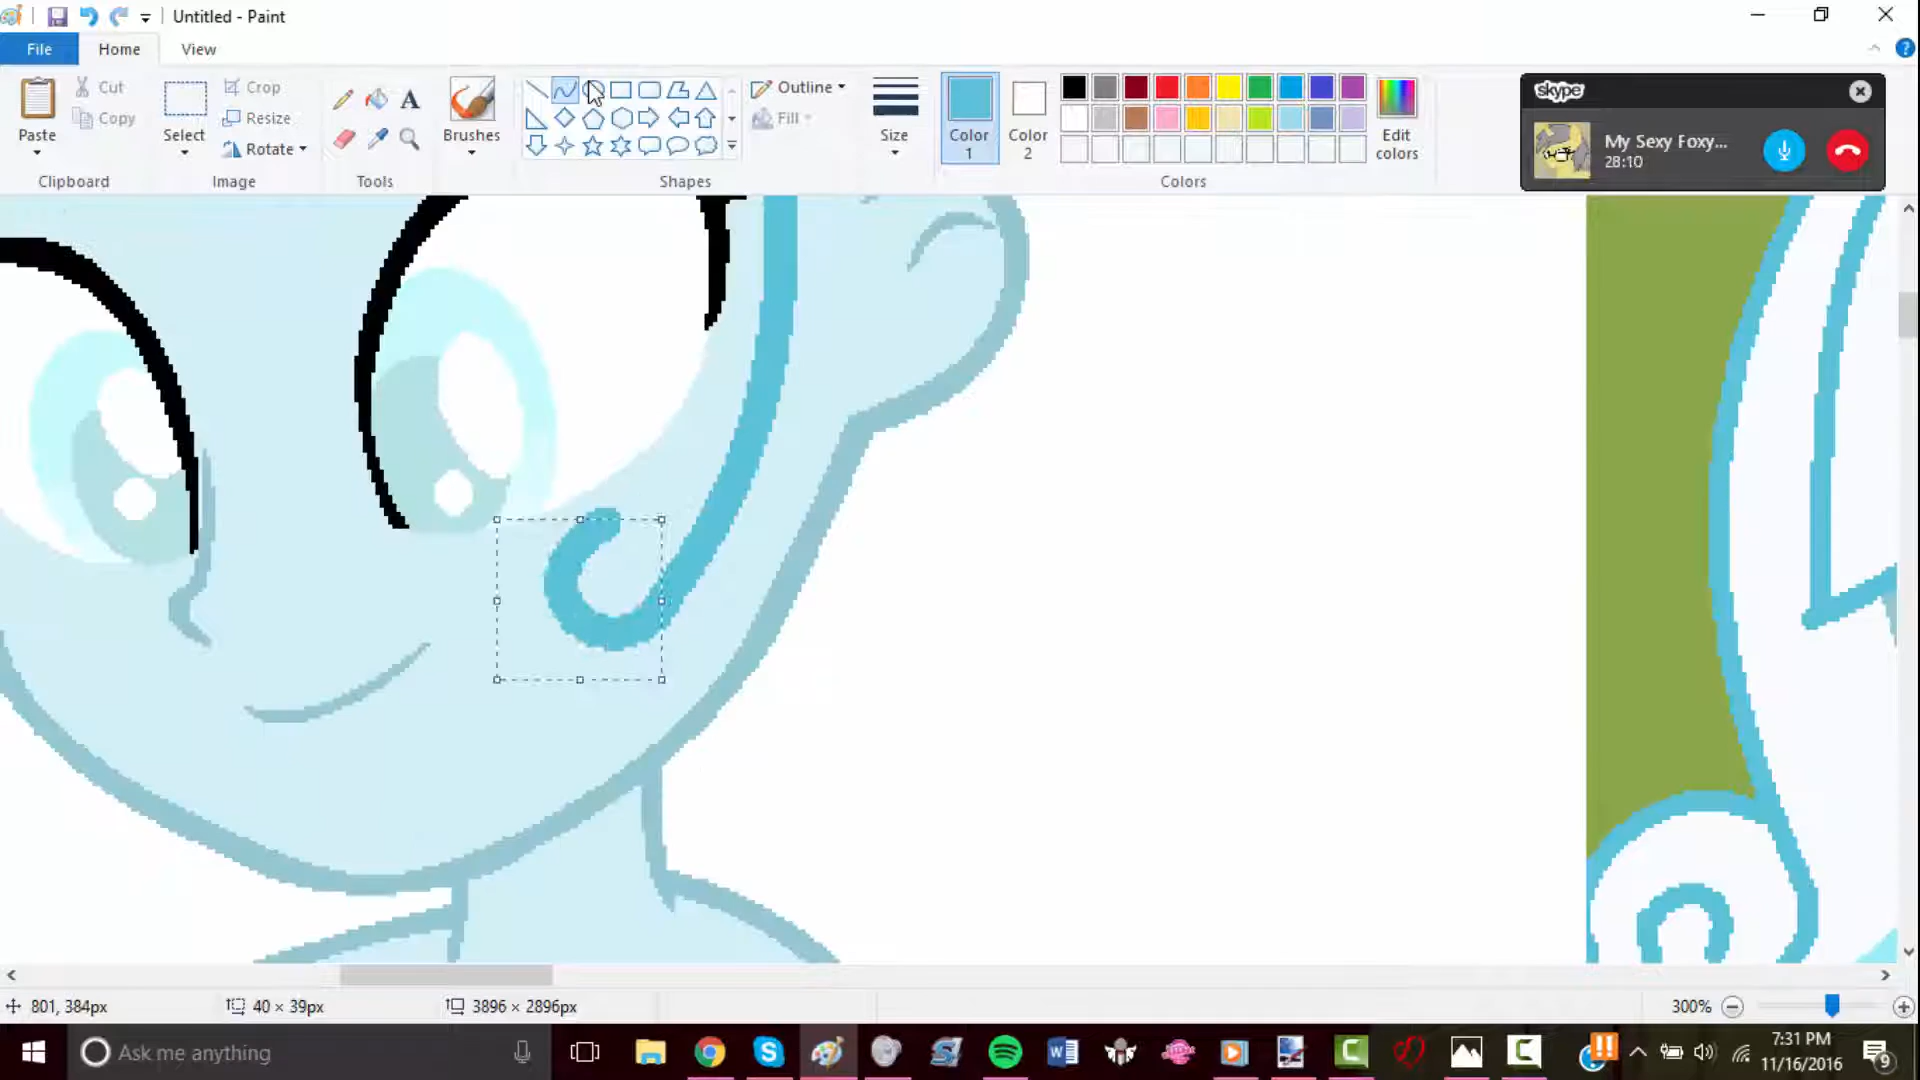 Untitled - Paint
File
Home
View
Paste
Cut
Copy
Clipboard
Select
Crop
Resize
Rotate
Image
A
Tools
Brushes
Shapes
Outline
Fill
Size
Color 1
Color 2
Edit colors
Colors
?
skype
My Sexy Foxy...
28:10
801, 384px
40 × 39px
3896 × 2896px
300%
Ask me anything
7:31 PM
11/16/2016
9